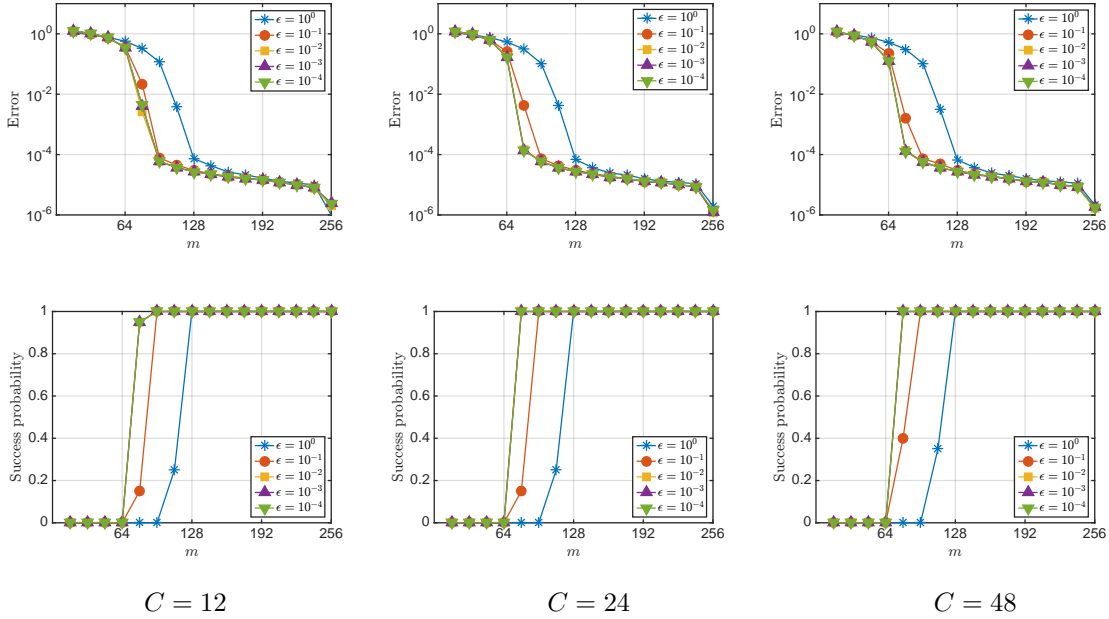 Error
10^0
10^-2
10^-4
10^-6
64
128
192
256
m
ϵ = 10^0
ϵ = 10^-1
ϵ = 10^-2
ϵ = 10^-3
ϵ = 10^-4
Error
10^0
10^-2
10^-4
10^-6
64
128
192
256
m
ϵ = 10^0
ϵ = 10^-1
ϵ = 10^-2
ϵ = 10^-3
ϵ = 10^-4
Error
10^0
10^-2
10^-4
10^-6
64
128
192
256
m
ϵ = 10^0
ϵ = 10^-1
ϵ = 10^-2
ϵ = 10^-3
ϵ = 10^-4
Success probability
1
0.8
0.6
0.4
0.2
0
64
128
192
256
m
ϵ = 10^0
ϵ = 10^-1
ϵ = 10^-2
ϵ = 10^-3
ϵ = 10^-4
Success probability
1
0.8
0.6
0.4
0.2
0
64
128
192
256
m
ϵ = 10^0
ϵ = 10^-1
ϵ = 10^-2
ϵ = 10^-3
ϵ = 10^-4
Success probability
1
0.8
0.6
0.4
0.2
0
64
128
192
256
m
ϵ = 10^0
ϵ = 10^-1
ϵ = 10^-2
ϵ = 10^-3
ϵ = 10^-4
C = 12
C = 24
C = 48